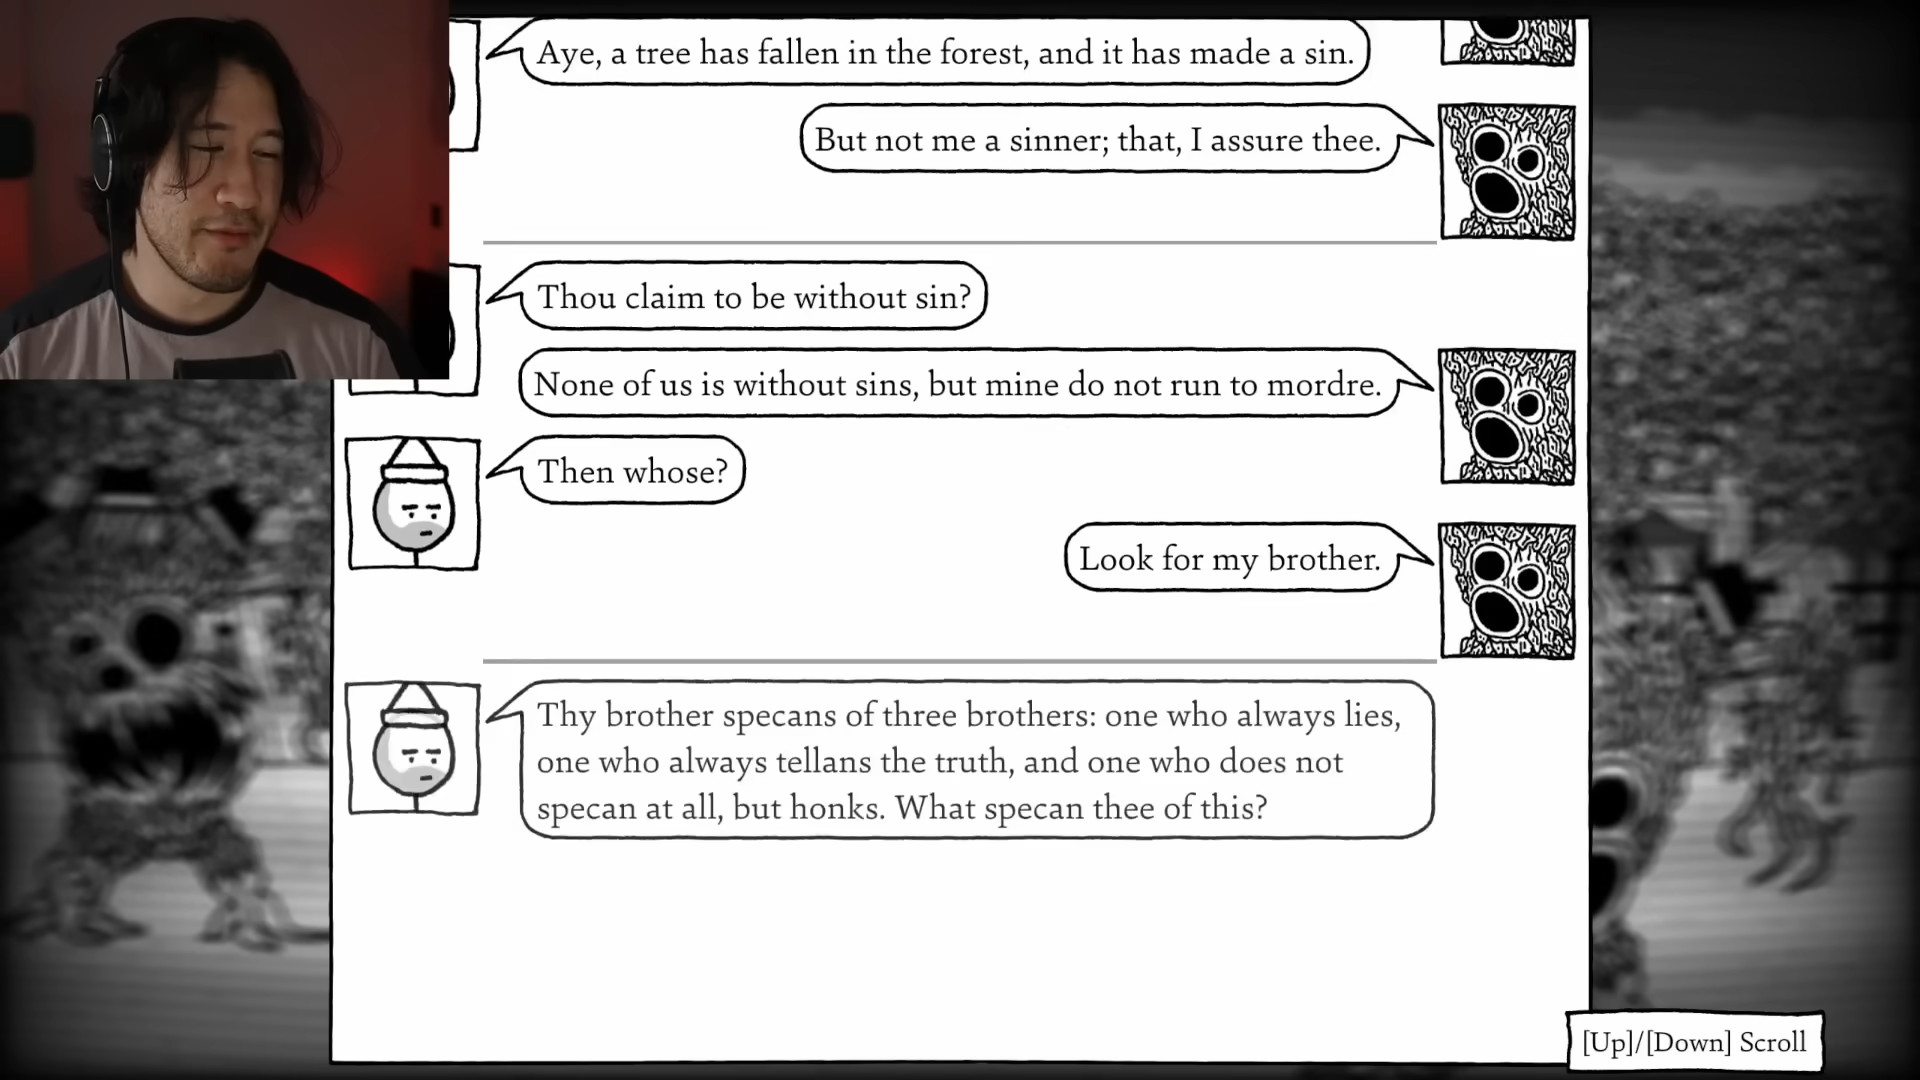 Aye, a tree has fallen in the forest, and it has made a sin.
But not me a sinner; that, I assure thee.
Thou claim to be without sin?
None of us is without sins, but mine do not run to mordre.
Then whose?
Look for my brother.
Thy brother specans of three brothers: one who always lies,
one who always tellans the truth, and one who does not
specan at all, but honks. What specan thee of this?
[Up]/[Down] Scroll